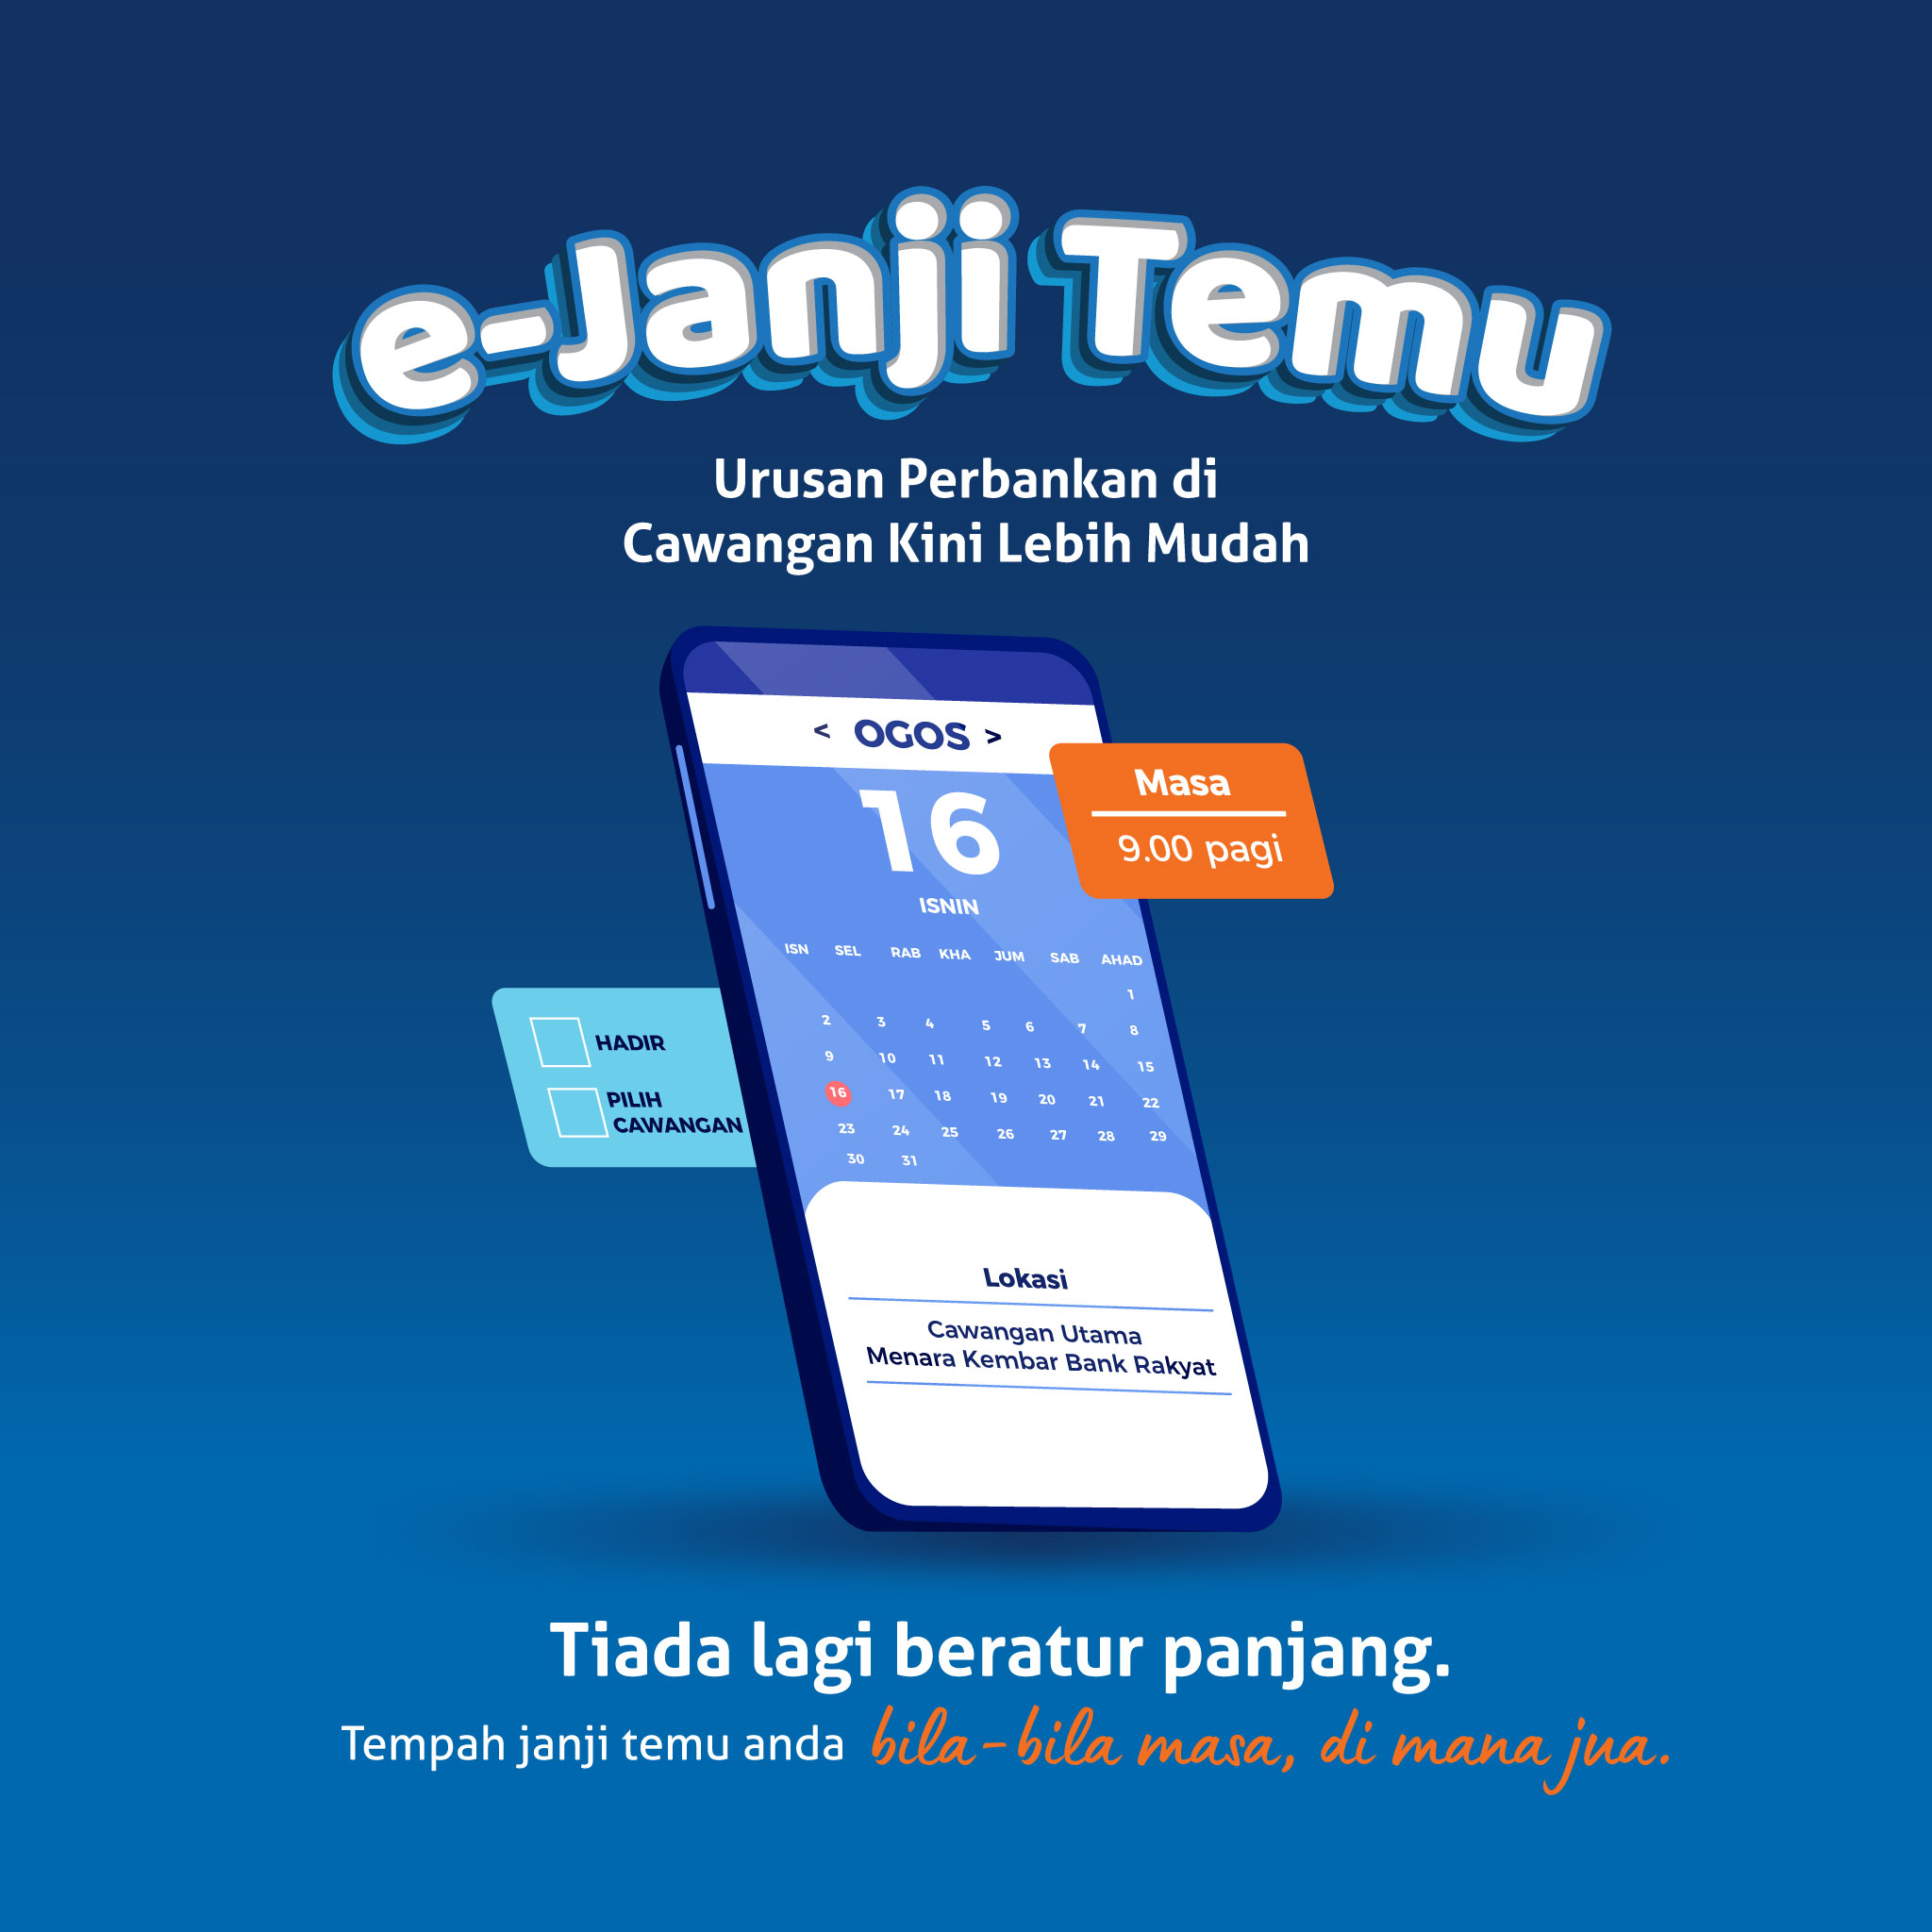 e-Janji Temu
Urusan Perbankan di
Cawangan Kini Lebih Mudah
< OGOS >
16
ISNIN
Masa
9.00 pagi
ISN SEL RAB KHA JUM SAB AHAD
1
2 3 4 5 6 7 8
9 10 11 12 13 14 15
16 17 18 19 20 21 22
23 24 25 26 27 28 29
30 31
HADIR
PILIH
CAWANGAN
Lokasi
Cawangan Utama
Menara Kembar Bank Rakyat
Tiada lagi beratur panjang.
Tempah janji temu anda bila-bila masa, di mana jua.